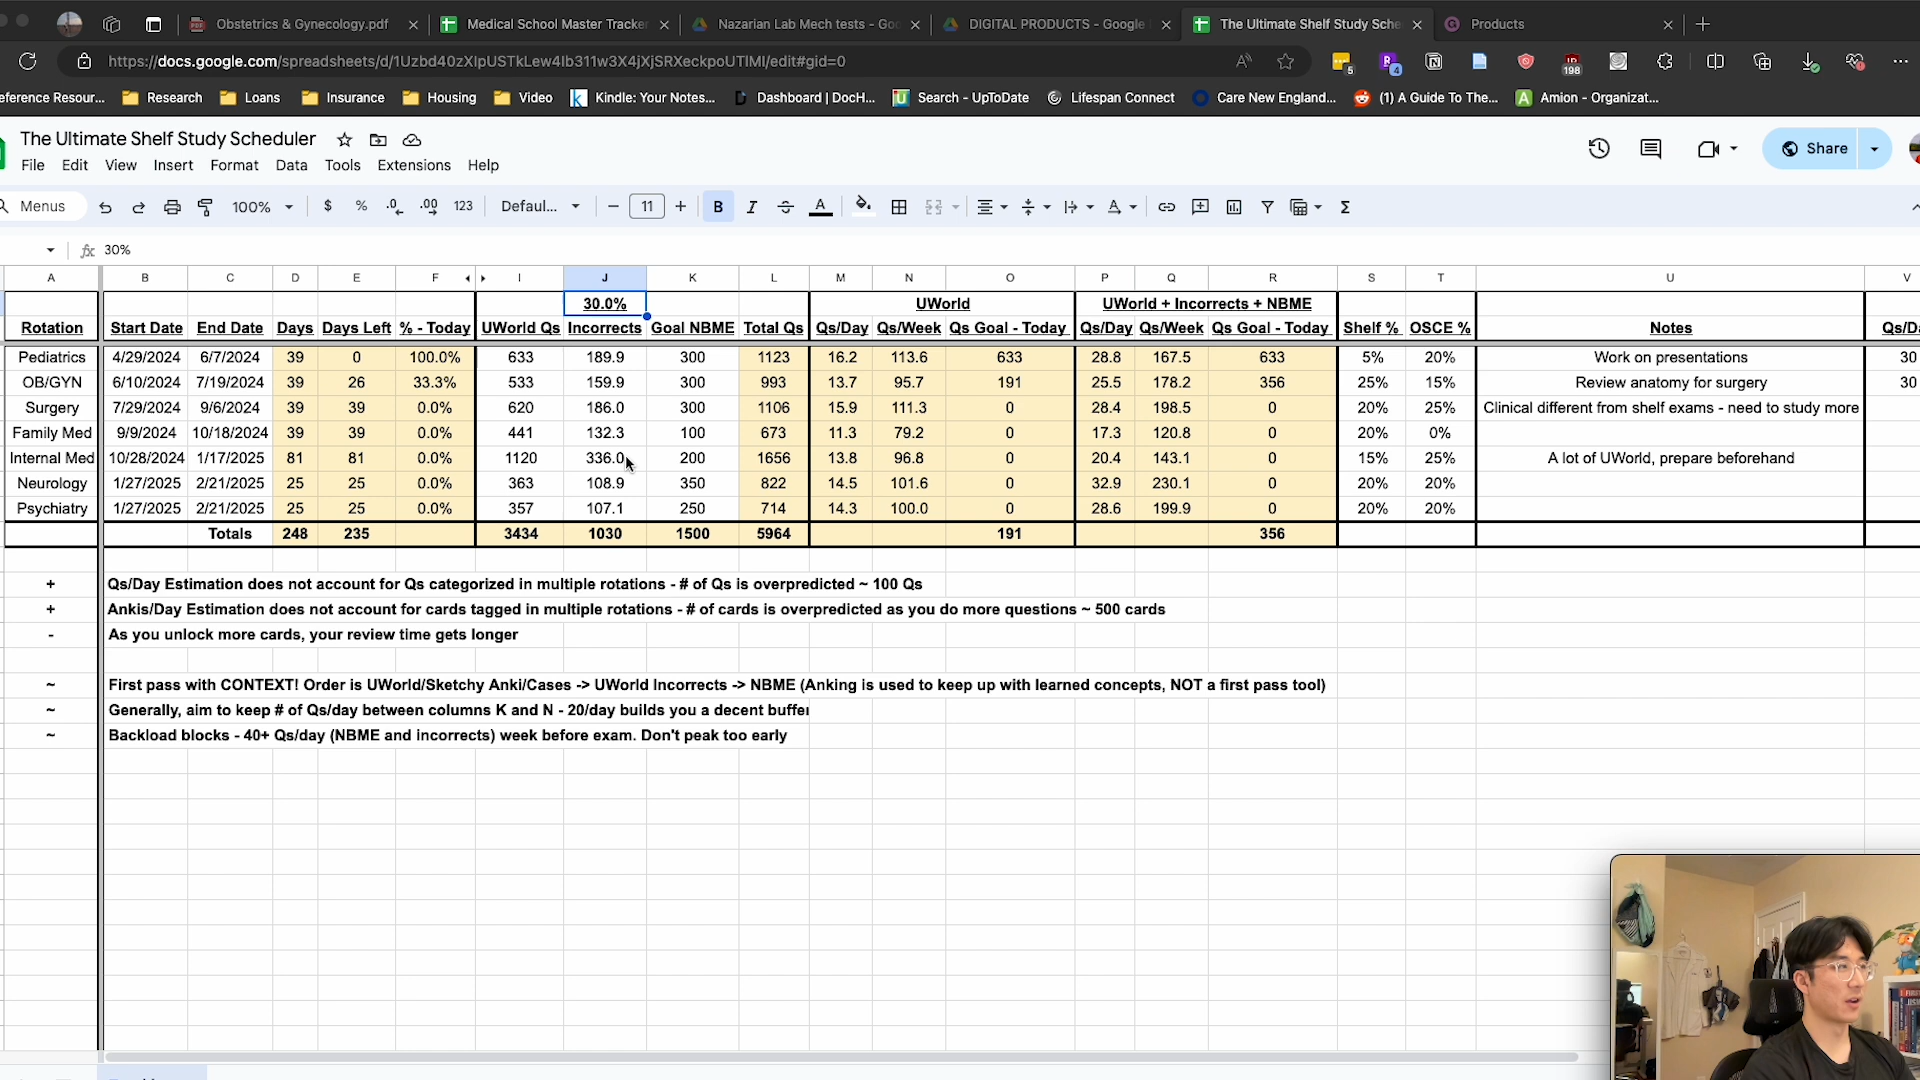 Obstetrics & Gynecology.pdf
Medical School Master Tracker
Nazarian Lab Mech tests - Goo
DIGITAL PRODUCTS - Google
The Ultimate Shelf Study Sche
Products
https://docs.google.com/spreadsheets/d/1Uzbd40zXlpUSTkLew4Ib311w3X4jXjSRXeckpoUTIMI/edit#gid=0
5
4
198
eference Resour... Research Loans Insurance Housing Video Kindle: Your Notes... Dashboard | DocH... Search - UpToDate Lifespan Connect Care New England... (1) A Guide To The... Amion - Organizat...
The Ultimate Shelf Study Scheduler
File Edit View Insert Format Data Tools Extensions Help
Share
Menus 100% $ % .0 .00 123 Defaul... 11 B I A
fx 30%
A B C D E F I J K L M N O P Q R S T U V
30.0% UWorld UWorld + Incorrects + NBME
Rotation Start Date End Date Days Days Left % - Today UWorld Qs Incorrects Goal NBME Total Qs Qs/Day Qs/Week Qs Goal - Today Qs/Day Qs/Week Qs Goal - Today Shelf % OSCE % Notes Qs/Da
Pediatrics 4/29/2024 6/7/2024 39 0 100.0% 633 189.9 300 1123 16.2 113.6 633 28.8 167.5 633 5% 20% Work on presentations 30
OB/GYN 6/10/2024 7/19/2024 39 26 33.3% 533 159.9 300 993 13.7 95.7 191 25.5 178.2 356 25% 15% Review anatomy for surgery 30
Surgery 7/29/2024 9/6/2024 39 39 0.0% 620 186.0 300 1106 15.9 111.3 0 28.4 198.5 0 20% 25% Clinical different from shelf exams - need to study more
Family Med 9/9/2024 10/18/2024 39 39 0.0% 441 132.3 100 673 11.3 79.2 0 17.3 120.8 0 20% 0%
Internal Med 10/28/2024 1/17/2025 81 81 0.0% 1120 336.0 200 1656 13.8 96.8 0 20.4 143.1 0 15% 25% A lot of UWorld, prepare beforehand
Neurology 1/27/2025 2/21/2025 25 25 0.0% 363 108.9 350 822 14.5 101.6 0 32.9 230.1 0 20% 20%
Psychiatry 1/27/2025 2/21/2025 25 25 0.0% 357 107.1 250 714 14.3 100.0 0 28.6 199.9 0 20% 20%
Totals 248 235 3434 1030 1500 5964 191 356
+ Qs/Day Estimation does not account for Qs categorized in multiple rotations - # of Qs is overpredicted ~ 100 Qs
+ Ankis/Day Estimation does not account for cards tagged in multiple rotations - # of cards is overpredicted as you do more questions ~ 500 cards
- As you unlock more cards, your review time gets longer
~ First pass with CONTEXT! Order is UWorld/Sketchy Anki/Cases -> UWorld Incorrects -> NBME (Anking is used to keep up with learned concepts, NOT a first pass tool)
~ Generally, aim to keep # of Qs/day between columns K and N - 20/day builds you a decent buffer
~ Backload blocks - 40+ Qs/day (NBME and incorrects) week before exam. Don't peak too early